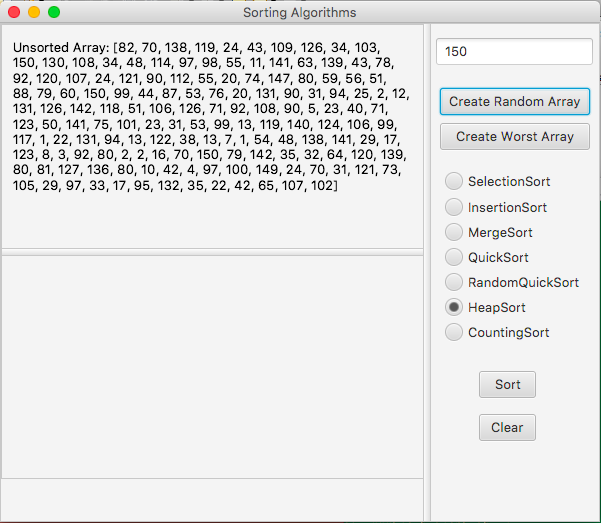 Sorting Algorithms
Unsorted Array: [82, 70, 138, 119, 24, 43, 109, 126, 34, 103,
150, 130, 108, 34, 48, 114, 97, 98, 55, 11, 141, 63, 139, 43, 78,
92, 120, 107, 24, 121, 90, 112, 55, 20, 74, 147, 80, 59, 56, 51,
88, 79, 60, 150, 99, 44, 87, 53, 76, 20, 131, 90, 31, 94, 25, 2, 12,
131, 126, 142, 118, 51, 106, 126, 71, 92, 108, 90, 5, 23, 40, 71,
123, 50, 141, 75, 101, 23, 31, 53, 99, 13, 119, 140, 124, 106, 99,
117, 1, 22, 131, 94, 13, 122, 38, 13, 7, 1, 54, 48, 138, 141, 29, 17,
123, 8, 3, 92, 80, 2, 2, 16, 70, 150, 79, 142, 35, 32, 64, 120, 139,
80, 81, 127, 136, 80, 10, 42, 4, 97, 100, 149, 24, 70, 31, 121, 73,
105, 29, 97, 33, 17, 95, 132, 35, 22, 42, 65, 107, 102]
150
Create Random Array
Create Worst Array
SelectionSort
InsertionSort
MergeSort
QuickSort
RandomQuickSort
HeapSort
CountingSort
Sort
Clear